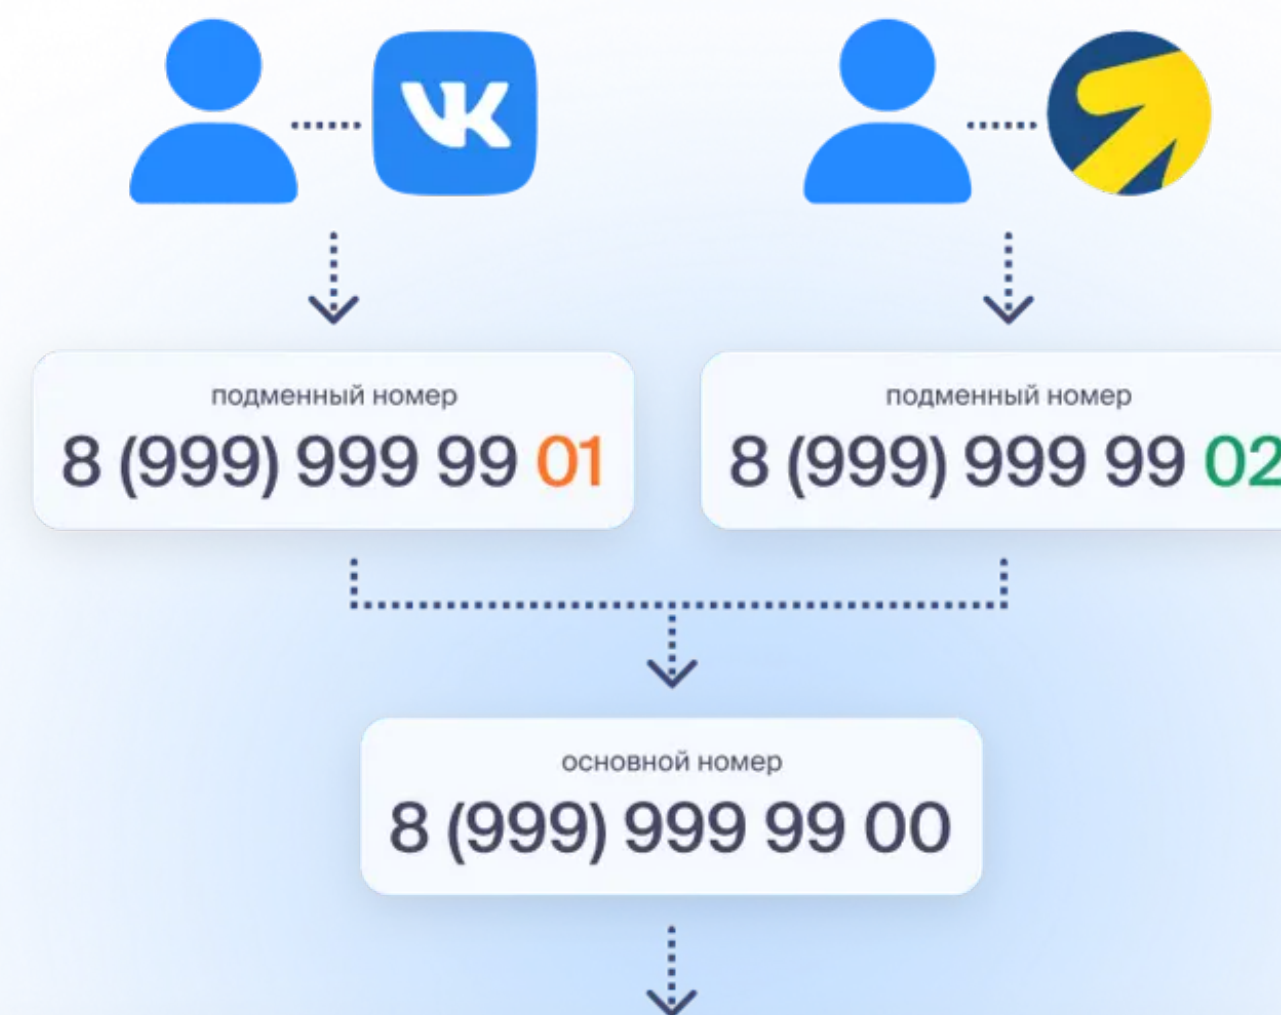 VK
подменный номер
8 (999) 999 99 01
подменный номер
8 (999) 999 99 02
основной номер
8 (999) 999 99 00